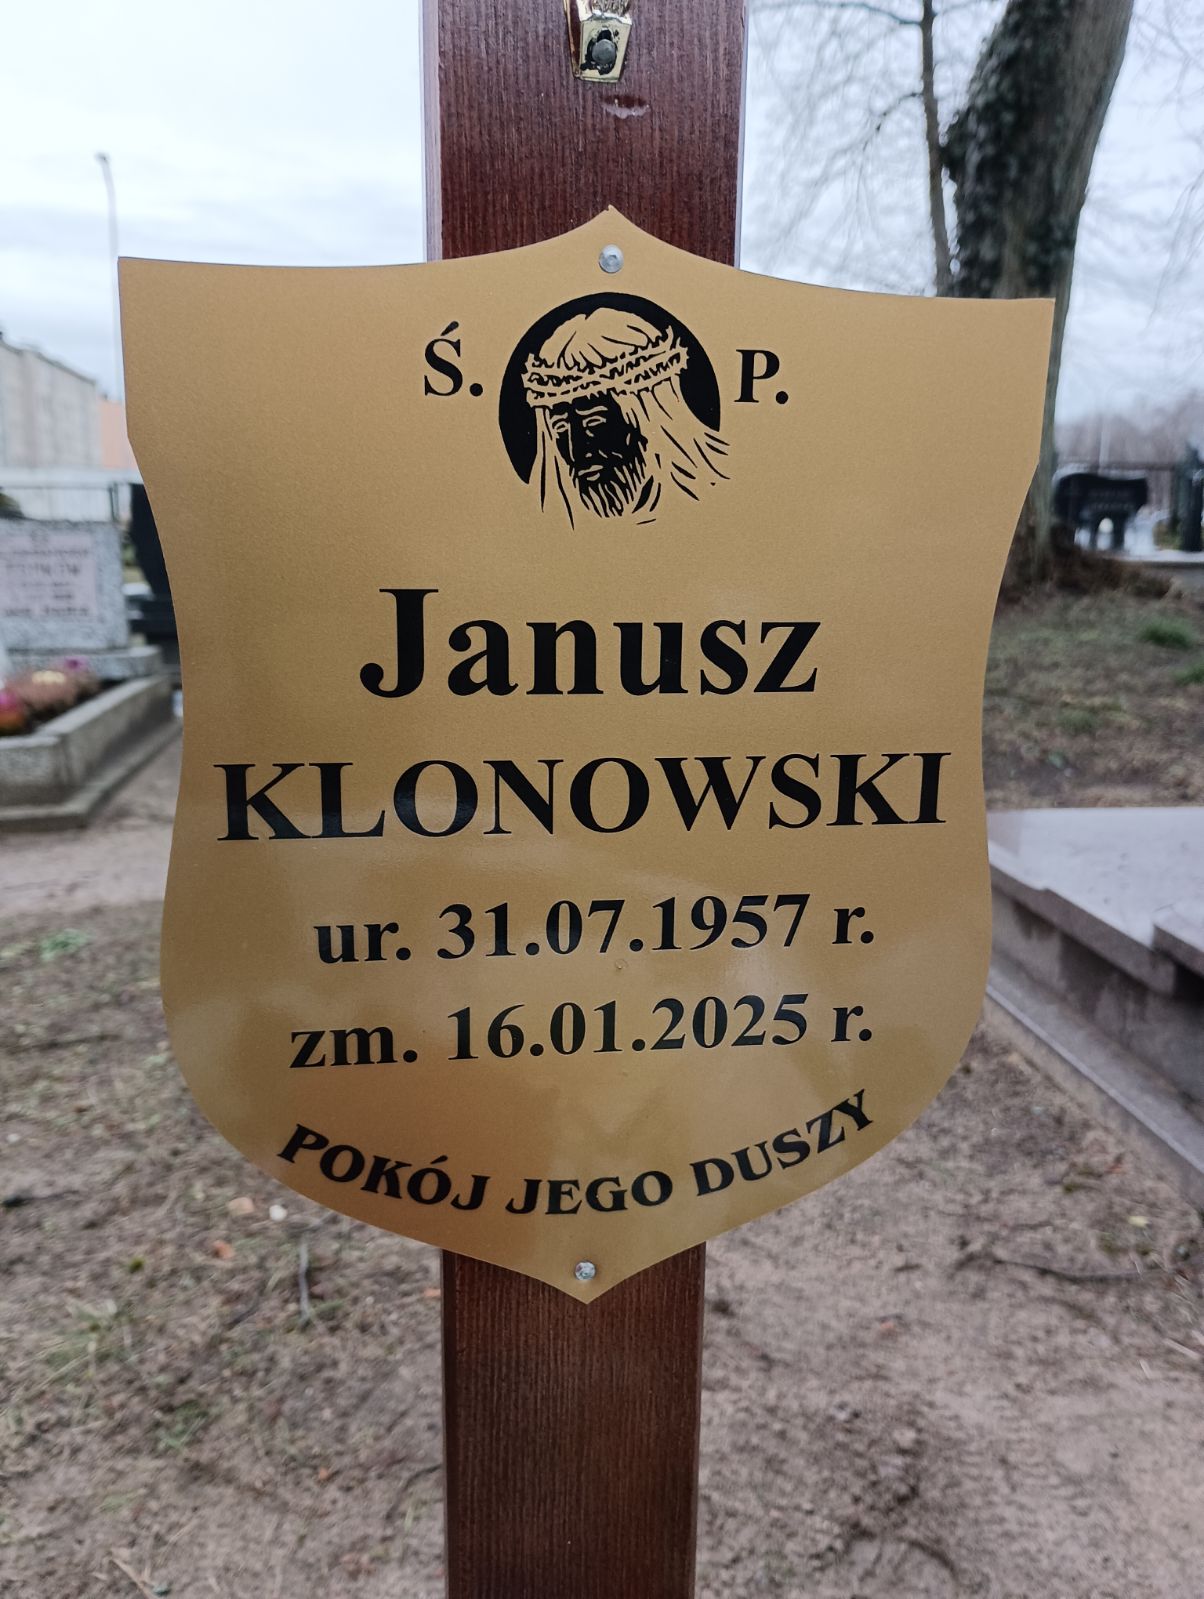 Ś. P.
Janusz
KLONOWSKI
ur. 31.07.1957 r.
zm. 16.01.2025 r.
POKÓJ JEGO DUSZY